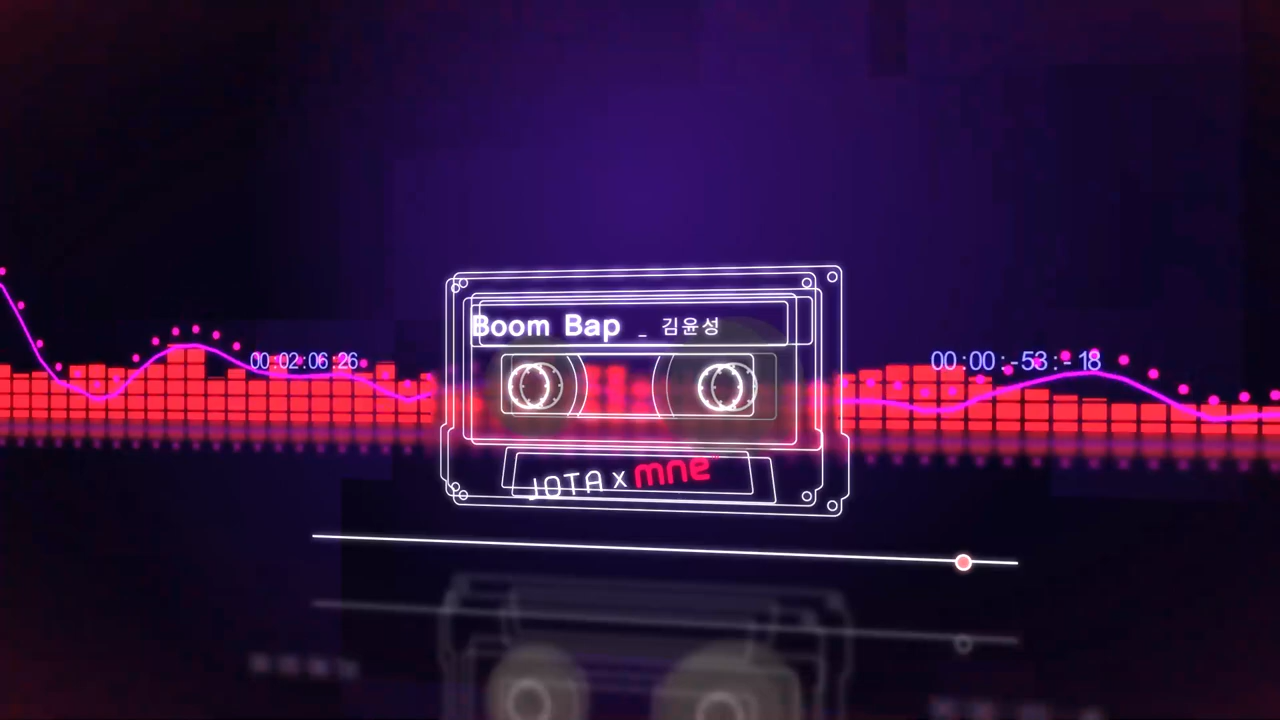 Boom Bap _ 김윤성
00:02:06:26
00:00:-53:-18
JOTA x mne